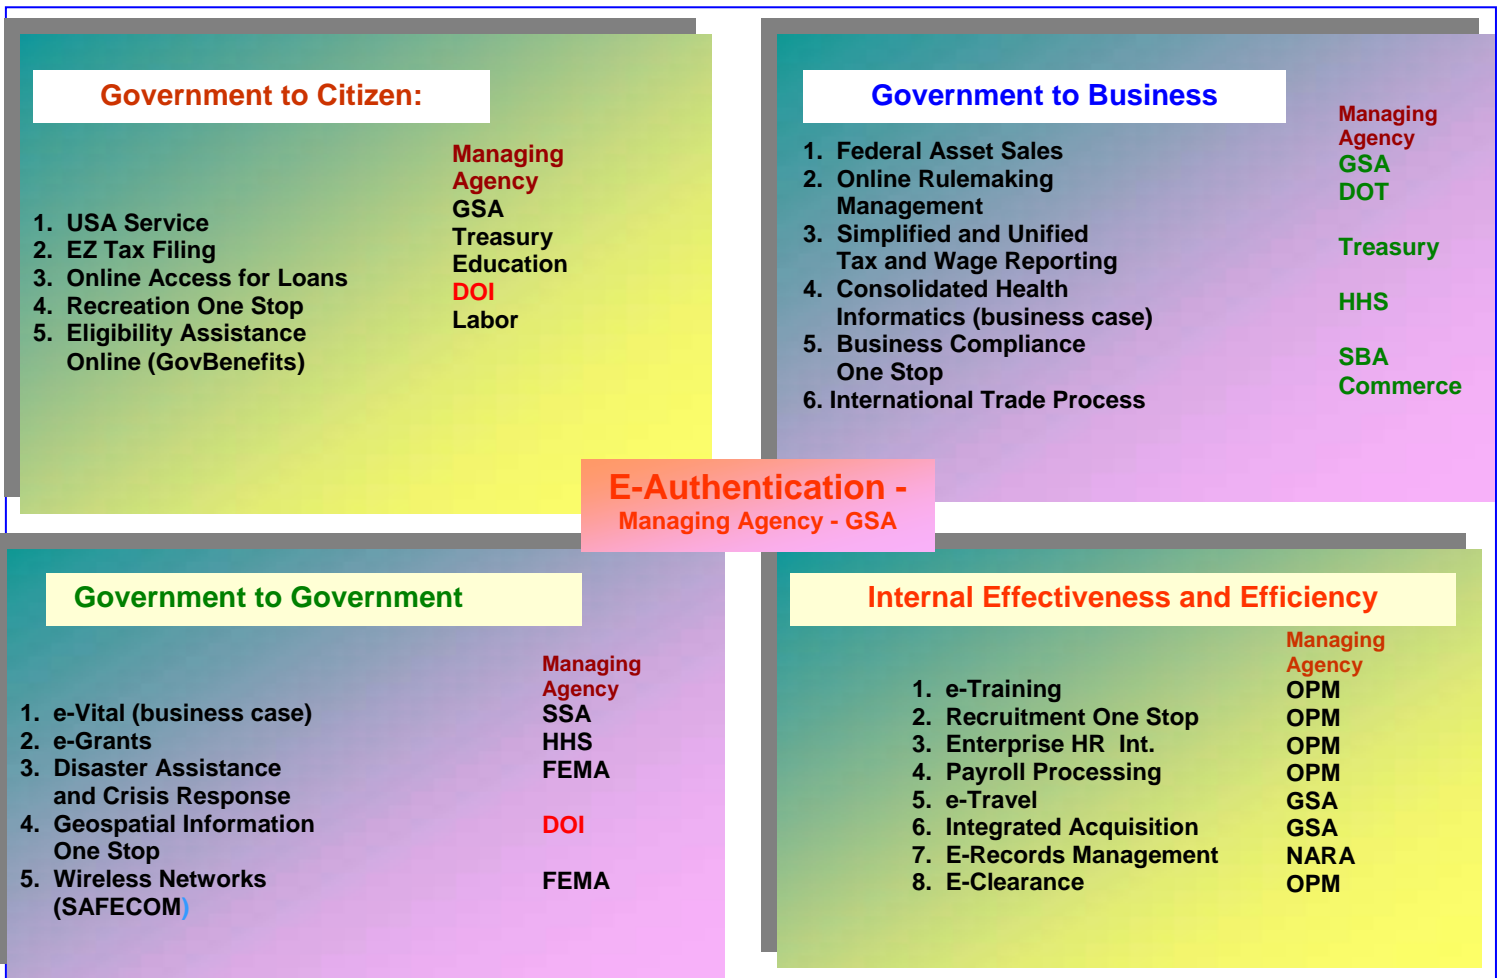 Government to Citizen:
Managing
Agency
1. USA Service
GSA
2. EZ Tax Filing
Treasury
3. Online Access for Loans
Education
4. Recreation One Stop
DOI
5. Eligibility Assistance
Labor
Online (GovBenefits)
Government to Business
Managing
Agency
1. Federal Asset Sales
GSA
2. Online Rulemaking
DOT
Management
3. Simplified and Unified
Treasury
Tax and Wage Reporting
4. Consolidated Health
HHS
Informatics (business case)
5. Business Compliance
SBA
One Stop
6. International Trade Process
Commerce
E-Authentication -
Managing Agency - GSA
Government to Government
Managing
Agency
1. e-Vital (business case)
SSA
2. e-Grants
HHS
3. Disaster Assistance
FEMA
and Crisis Response
4. Geospatial Information
DOI
One Stop
5. Wireless Networks
FEMA
(SAFECOM)
Internal Effectiveness and Efficiency
Managing
Agency
1. e-Training
OPM
2. Recruitment One Stop
OPM
3. Enterprise HR Int.
OPM
4. Payroll Processing
OPM
5. e-Travel
GSA
6. Integrated Acquisition
GSA
7. E-Records Management
NARA
8. E-Clearance
OPM